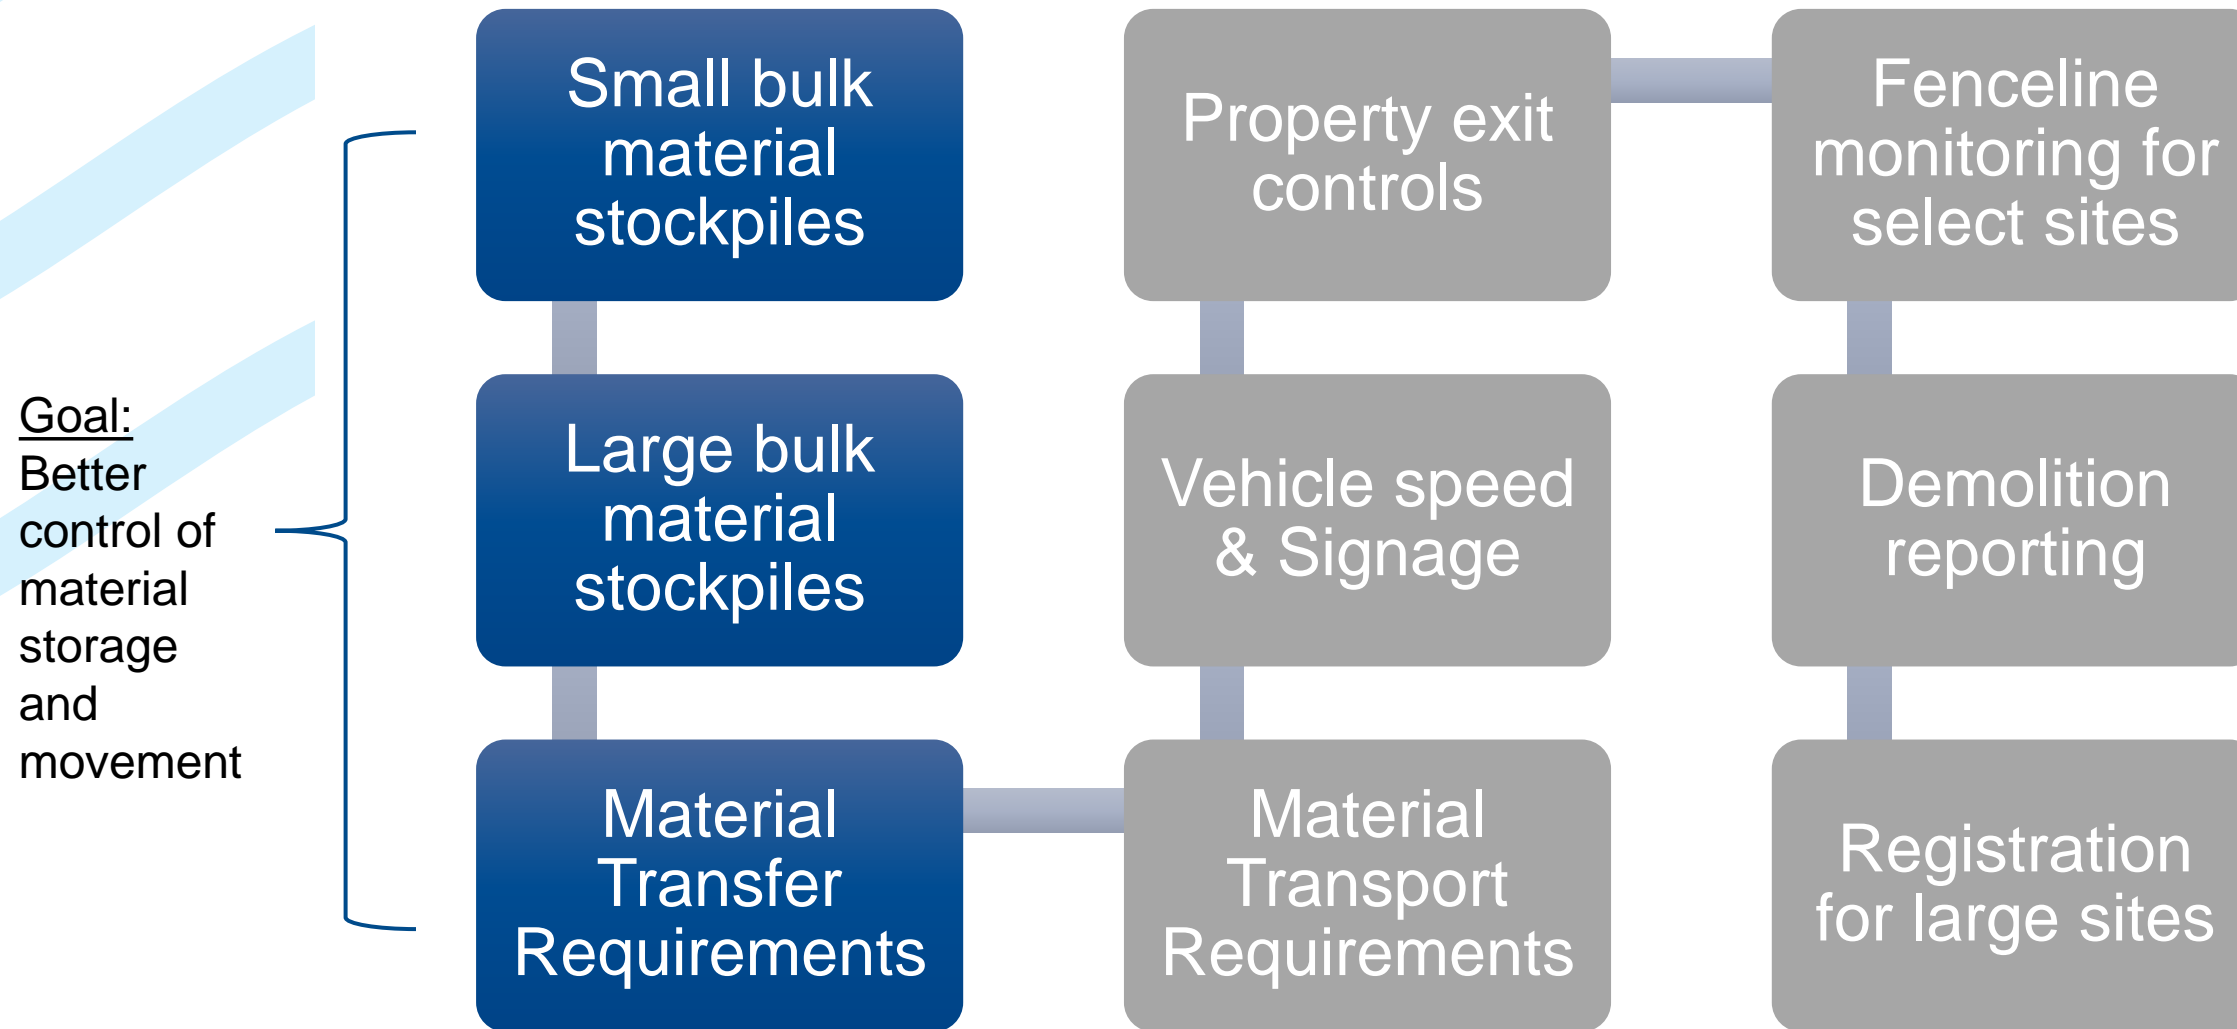 Goal:
Better
control of
material
storage
and
movement
Small bulk
material
stockpiles
Large bulk
material
stockpiles
Material
Transfer
Requirements
Material
Transport
Requirements
Vehicle speed
& Signage
Property exit
controls
Fenceline
monitoring for
select sites
Demolition
reporting
Registration
for large sites